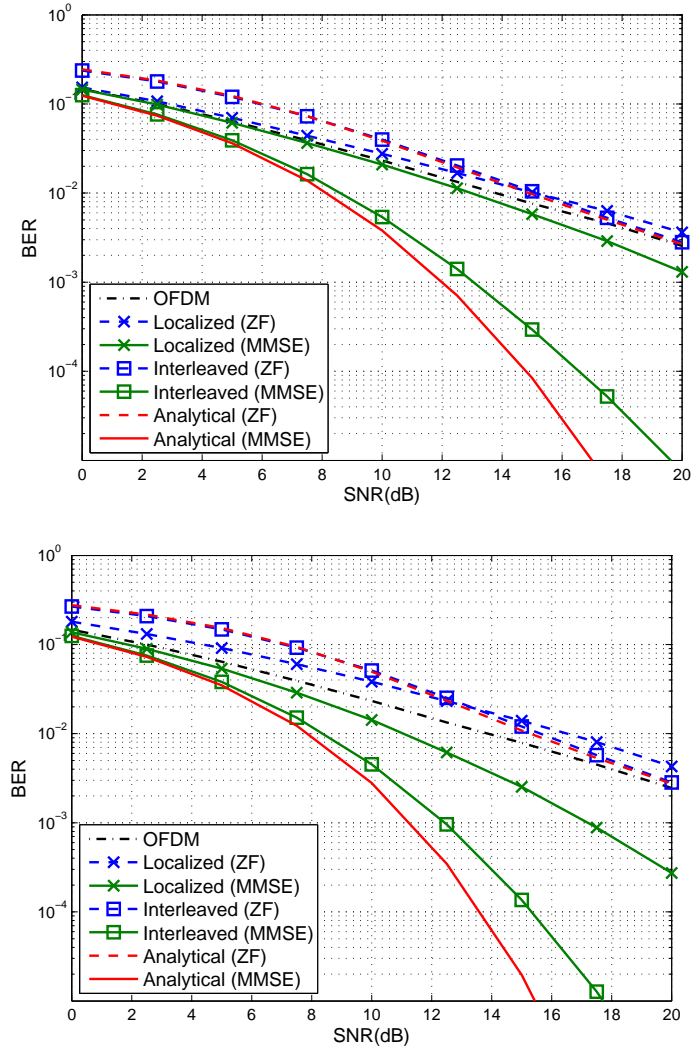 10^0
10^−1
10^−2
10^−3
10^−4
BER
0 2 4 6 8 10 12 14 16 18 20
SNR(dB)
OFDM
Localized (ZF)
Localized (MMSE)
Interleaved (ZF)
Interleaved (MMSE)
Analytical (ZF)
Analytical (MMSE)
10^0
10^−1
10^−2
10^−3
10^−4
BER
0 2 4 6 8 10 12 14 16 18 20
SNR(dB)
OFDM
Localized (ZF)
Localized (MMSE)
Interleaved (ZF)
Interleaved (MMSE)
Analytical (ZF)
Analytical (MMSE)